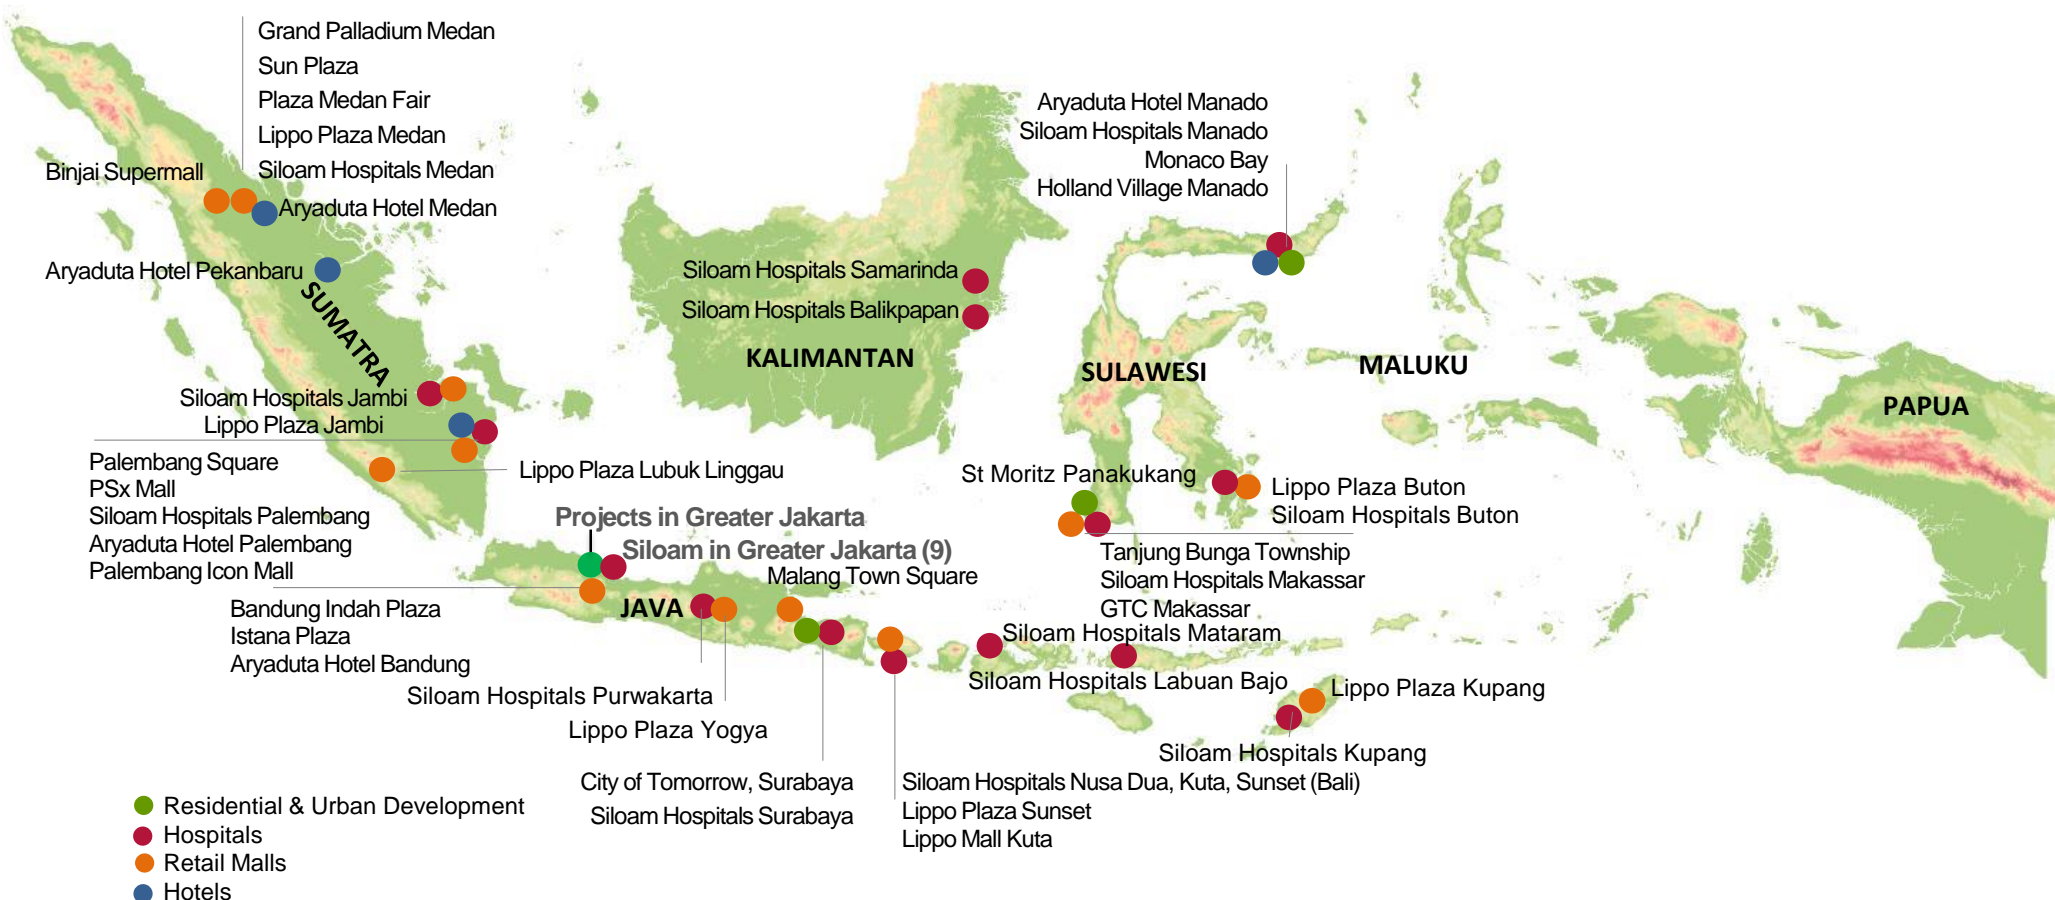 Grand Palladium Medan
Sun Plaza
Plaza Medan Fair
Lippo Plaza Medan
Siloam Hospitals Medan
Binjai Supermall
Aryaduta Hotel Medan
Aryaduta Hotel Pekanbaru
SUMATRA
Siloam Hospitals Jambi
Lippo Plaza Jambi
Palembang Square
PSx Mall
Siloam Hospitals Palembang
Aryaduta Hotel Palembang
Palembang Icon Mall
Lippo Plaza Lubuk Linggau
Aryaduta Hotel Manado
Siloam Hospitals Manado
Monaco Bay
Holland Village Manado
Siloam Hospitals Samarinda
Siloam Hospitals Balikpapan
KALIMANTAN
SULAWESI
MALUKU
PAPUA
St Moritz Panakukang
Lippo Plaza Buton
Siloam Hospitals Buton
Tanjung Bunga Township
Siloam Hospitals Makassar
GTC Makassar
Projects in Greater Jakarta
Siloam in Greater Jakarta (9)
Malang Town Square
JAVA
Bandung Indah Plaza
Istana Plaza
Aryaduta Hotel Bandung
Siloam Hospitals Purwakarta
Lippo Plaza Yogya
Siloam Hospitals Mataram
Siloam Hospitals Labuan Bajo
Lippo Plaza Kupang
Siloam Hospitals Kupang
City of Tomorrow, Surabaya
Siloam Hospitals Surabaya
Siloam Hospitals Nusa Dua, Kuta, Sunset (Bali)
Lippo Plaza Sunset
Lippo Mall Kuta
Residential & Urban Development
Hospitals
Retail Malls
Hotels